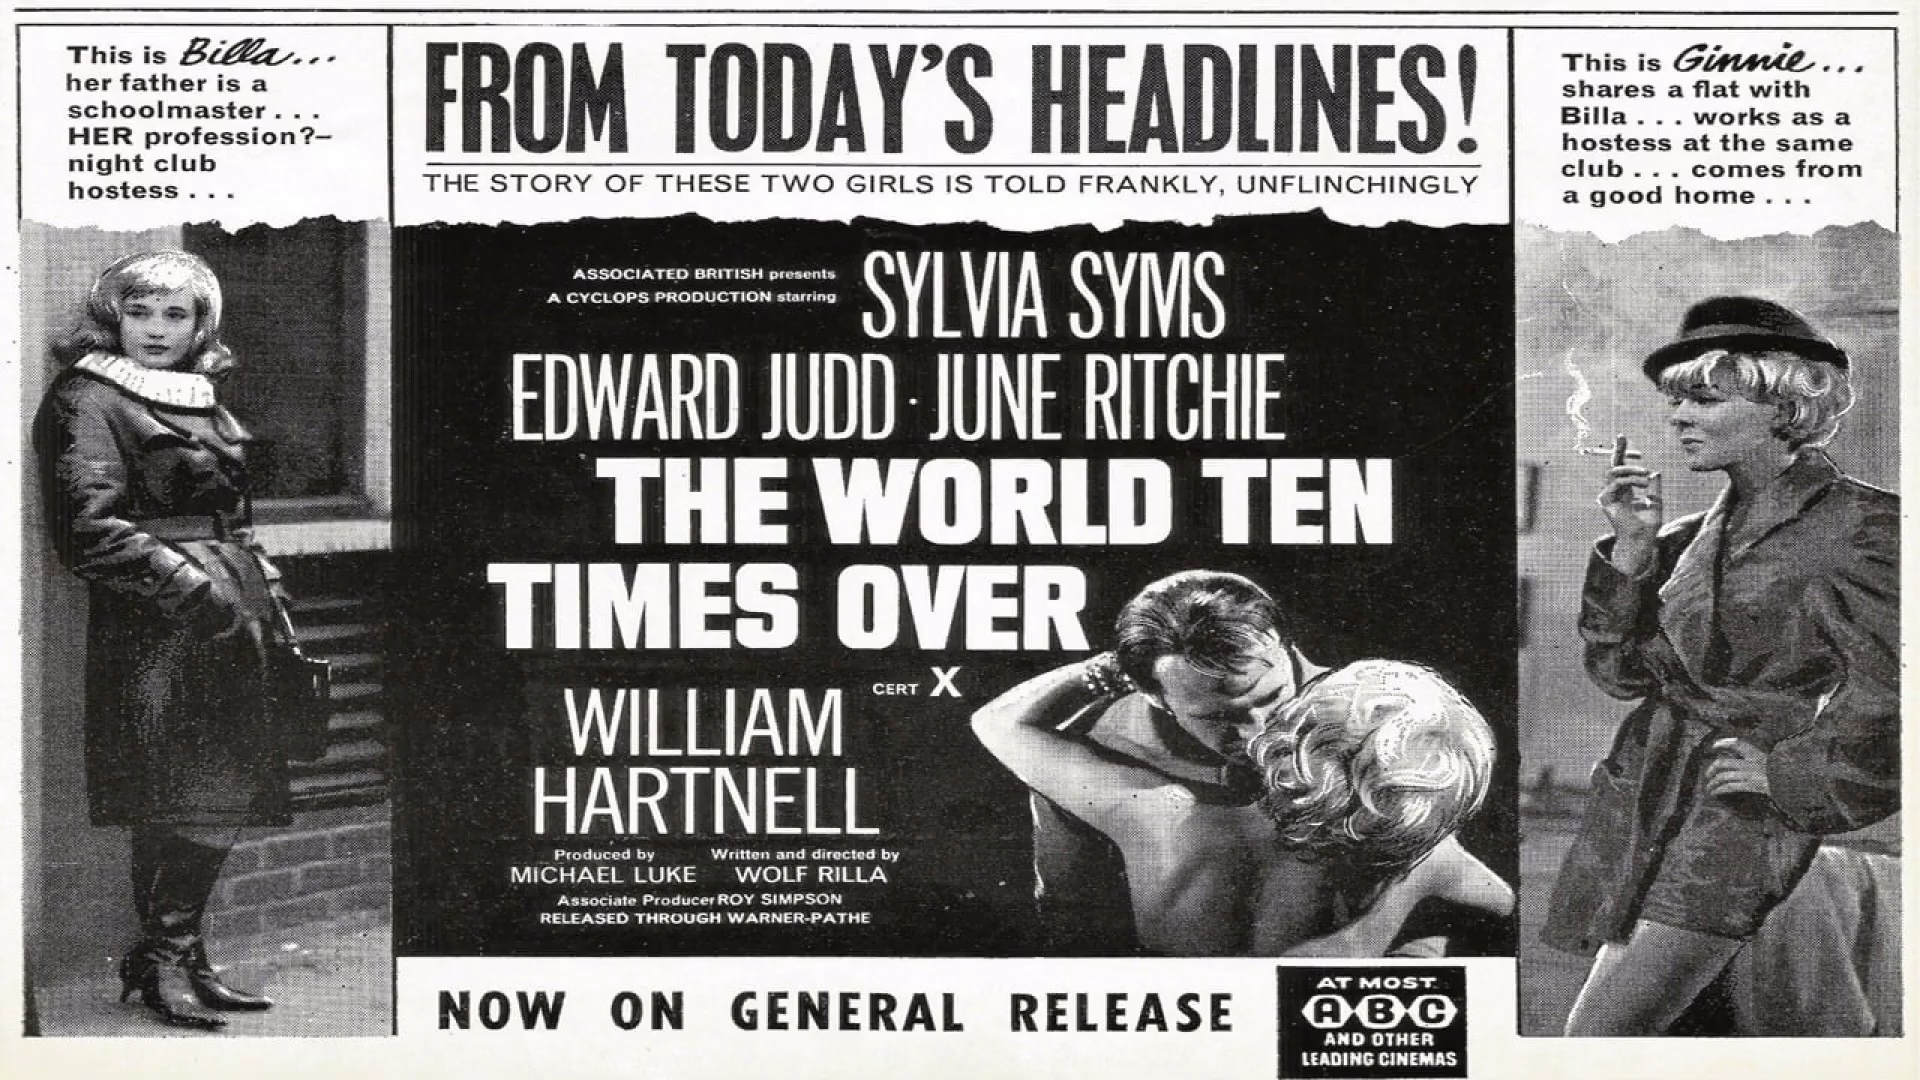 This is Billa...
her father is a
schoolmaster . . .
HER profession?–
night club
hostess . . .
FROM TODAY'S HEADLINES!
THE STORY OF THESE TWO GIRLS IS TOLD FRANKLY, UNFLINCHINGLY
This is Ginnie...
shares a flat with
Billa . . . works as a
hostess at the same
club . . . comes from
a good home . . .
ASSOCIATED BRITISH presents
A CYCLOPS PRODUCTION starring
SYLVIA SYMS
EDWARD JUDD · JUNE RITCHIE
THE WORLD TEN
TIMES OVER
CERT X
WILLIAM
HARTNELL
Produced by
MICHAEL LUKE
Written and directed by
WOLF RILLA
Associate Producer ROY SIMPSON
RELEASED THROUGH WARNER-PATHE
NOW ON GENERAL RELEASE
AT MOST
A·B·C
AND OTHER
LEADING CINEMAS